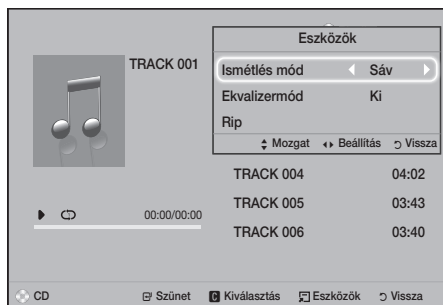 Eszközök
TRACK 001
Ismétlés mód Sáv
Ekvalizermód Ki
Rip
Mozgat Beállítás Vissza
TRACK 004 04:02
TRACK 005 03:43
00:00/00:00
TRACK 006 03:40
CD Szünet C Kiválasztás Eszközök Vissza